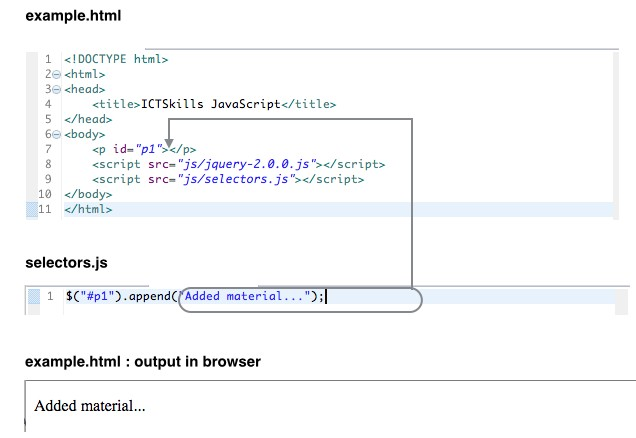 example.html
1 <!DOCTYPE html>
2 <html>
3 <head>
4 <title>ICTSkills JavaScript</title>
5 </head>
6 <body>
7 <p id="p1"></p>
8 <script src="js/jquery-2.0.0.js"></script>
9 <script src="js/selectors.js"></script>
10 </body>
11 </html>
selectors.js
1 $("#p1").append("Added material...");
example.html : output in browser
Added material...